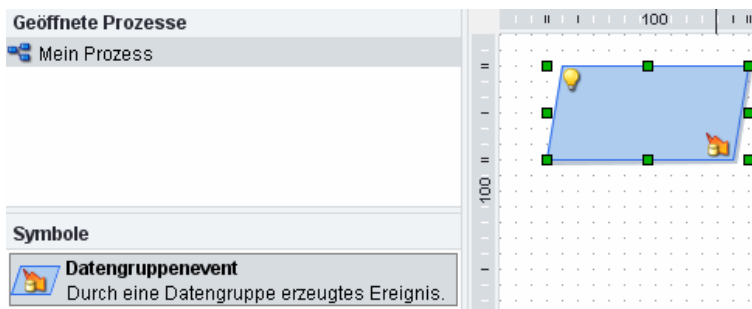 Geöffnete Prozesse
Mein Prozess
Symbole
Datengruppenevent
Durch eine Datengruppe erzeugtes Ereignis.
100
100